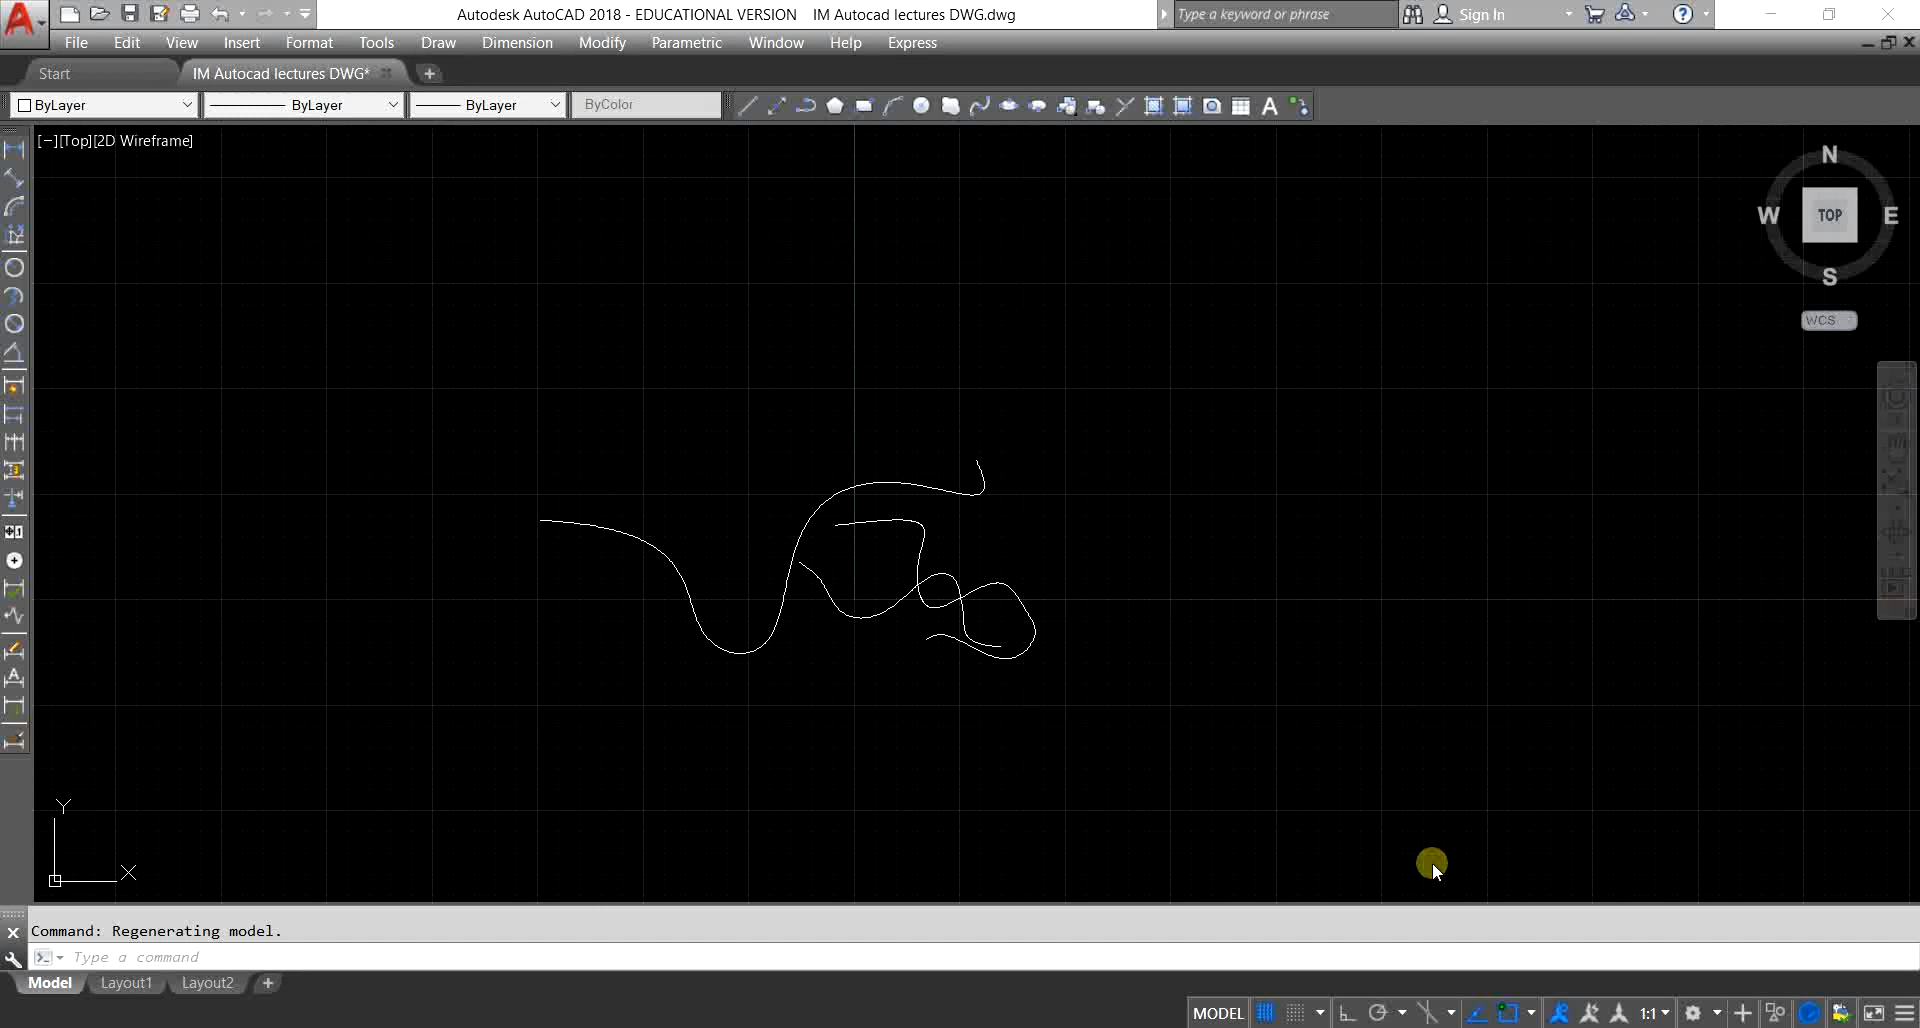 Autodesk AutoCAD 2018 - EDUCATIONAL VERSION IM Autocad lectures DWG.dwg
Type a keyword or phrase
Sign In
File Edit View Insert Format Tools Draw Dimension Modify Parametric Window Help Express
Start
IM Autocad lectures DWG*
ByLayer
ByLayer
ByLayer
ByColor
[−][Top][2D Wireframe]
N
W
TOP
E
S
WCS
Y
X
Command: Regenerating model.
Type a command
Model
Layout1
Layout2
MODEL
1:1